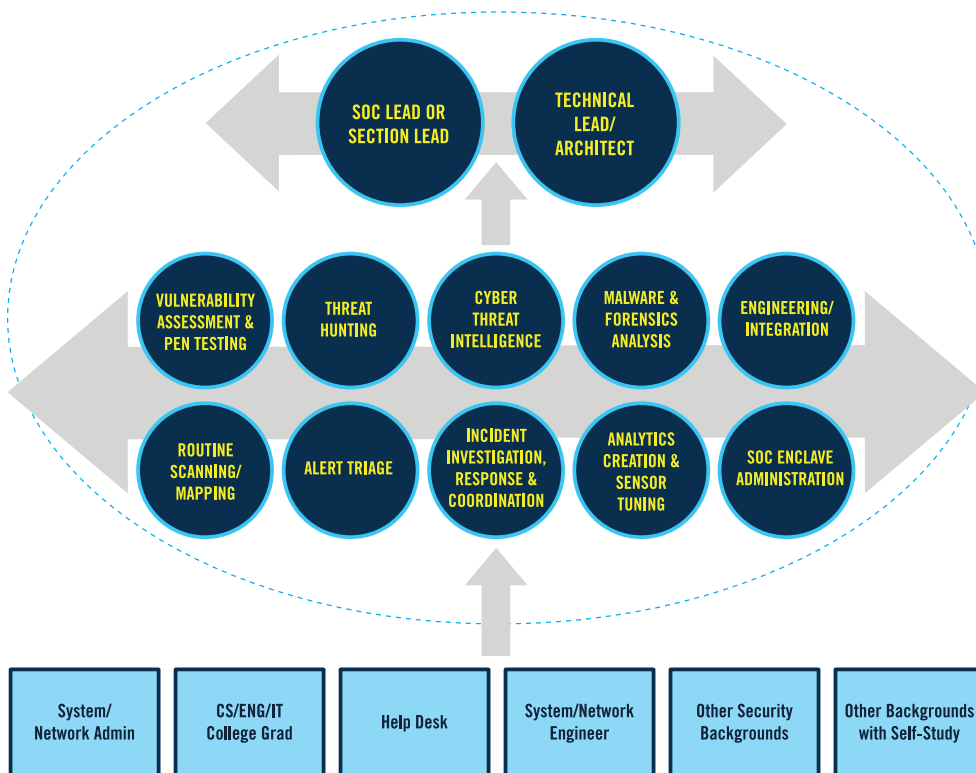 SOC LEAD OR
SECTION LEAD
TECHNICAL
LEAD/
ARCHITECT
VULNERABILITY
ASSESSMENT &
PEN TESTING
THREAT
HUNTING
CYBER
THREAT
INTELLIGENCE
MALWARE &
FORENSICS
ANALYSIS
ENGINEERING/
INTEGRATION
ROUTINE
SCANNING/
MAPPING
ALERT TRIAGE
INCIDENT
INVESTIGATION,
RESPONSE &
COORDINATION
ANALYTICS
CREATION &
SENSOR
TUNING
SOC ENCLAVE
ADMINISTRATION
System/
Network Admin
CS/ENG/IT
College Grad
Help Desk
System/Network
Engineer
Other Security
Backgrounds
Other Backgrounds
with Self-Study